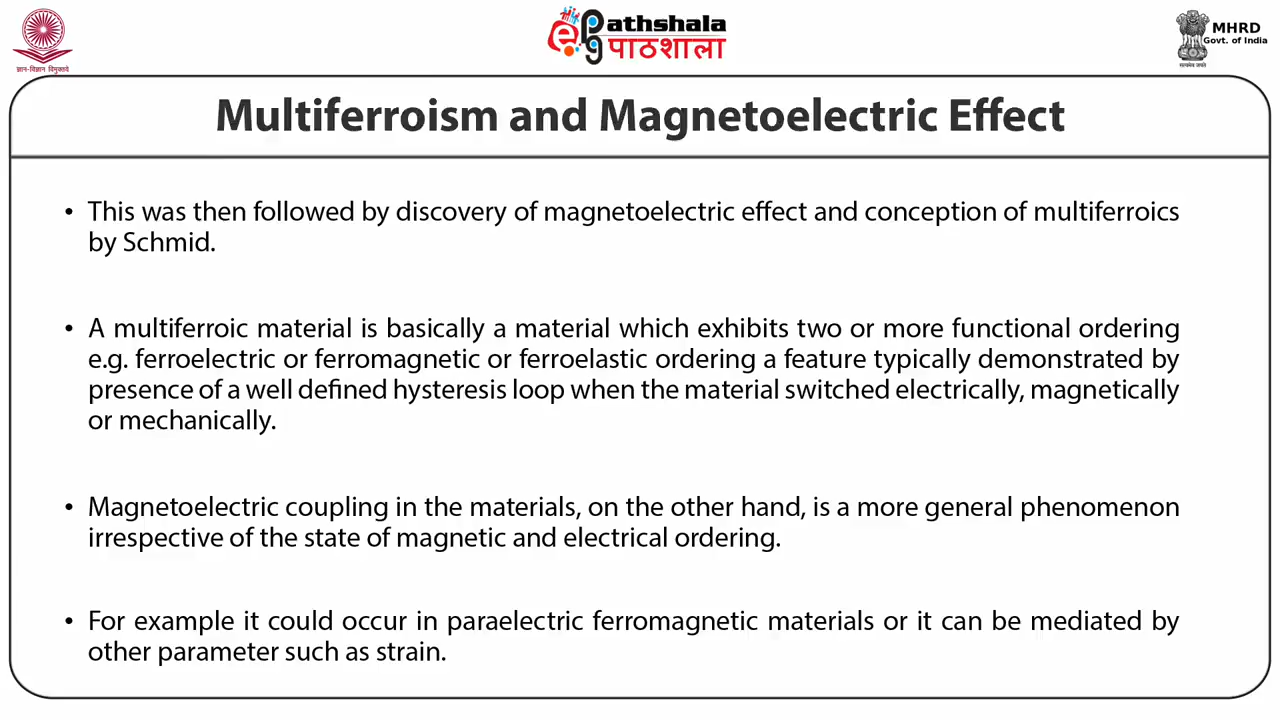 ज्ञान-विज्ञान विमुक्तये
ePathshala
पाठशाला
MHRD
Govt. of India
सत्यमेव जयते
Multiferroism and Magnetoelectric Effect
• This was then followed by discovery of magnetoelectric effect and conception of multiferroics
by Schmid.
• A multiferroic material is basically a material which exhibits two or more functional ordering
e.g. ferroelectric or ferromagnetic or ferroelastic ordering a feature typically demonstrated by
presence of a well defined hysteresis loop when the material switched electrically, magnetically
or mechanically.
• Magnetoelectric coupling in the materials, on the other hand, is a more general phenomenon
irrespective of the state of magnetic and electrical ordering.
• For example it could occur in paraelectric ferromagnetic materials or it can be mediated by
other parameter such as strain.